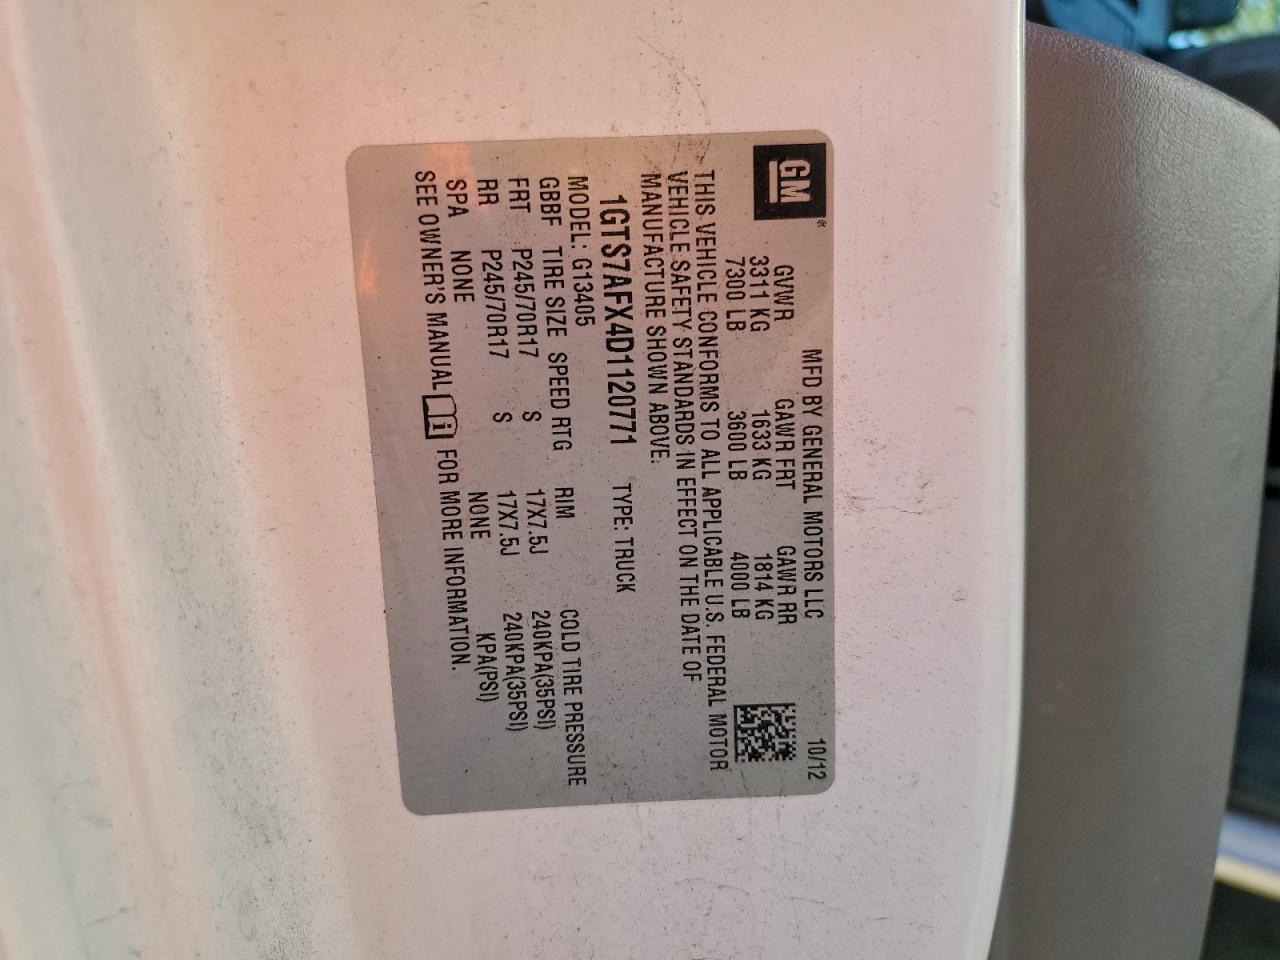 GM ®
MFD BY GENERAL MOTORS LLC 10/12
GVWR GAWR FRT GAWR RR
3311 KG 1633 KG 1814 KG
7300 LB 3600 LB 4000 LB
THIS VEHICLE CONFORMS TO ALL APPLICABLE U.S. FEDERAL MOTOR
VEHICLE SAFETY STANDARDS IN EFFECT ON THE DATE OF
MANUFACTURE SHOWN ABOVE.
1GTS7AFX4D1120771 TYPE: TRUCK
MODEL: G13405
GBBF TIRE SIZE SPEED RTG RIM COLD TIRE PRESSURE
FRT P245/70R17 S 17X7.5J 240KPA(35PSI)
RR P245/70R17 S 17X7.5J 240KPA(35PSI)
SPA NONE NONE KPA(PSI)
SEE OWNER'S MANUAL i FOR MORE INFORMATION.